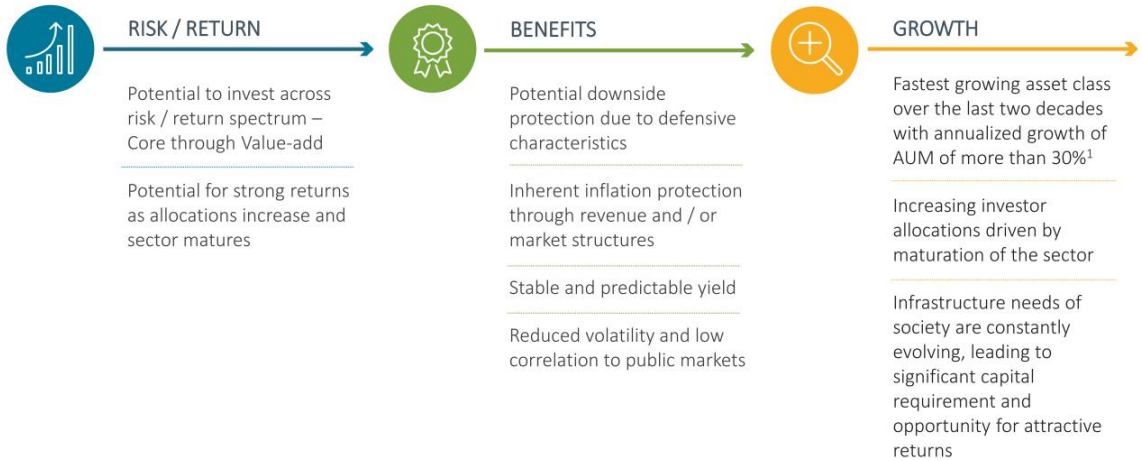 RISK / RETURN
Potential to invest across
risk / return spectrum –
Core through Value-add
Potential for strong returns
as allocations increase and
sector matures
BENEFITS
Potential downside
protection due to defensive
characteristics
Inherent inflation protection
through revenue and / or
market structures
Stable and predictable yield
Reduced volatility and low
correlation to public markets
GROWTH
Fastest growing asset class
over the last two decades
with annualized growth of
AUM of more than 30%¹
Increasing investor
allocations driven by
maturation of the sector
Infrastructure needs of
society are constantly
evolving, leading to
significant capital
requirement and
opportunity for attractive
returns